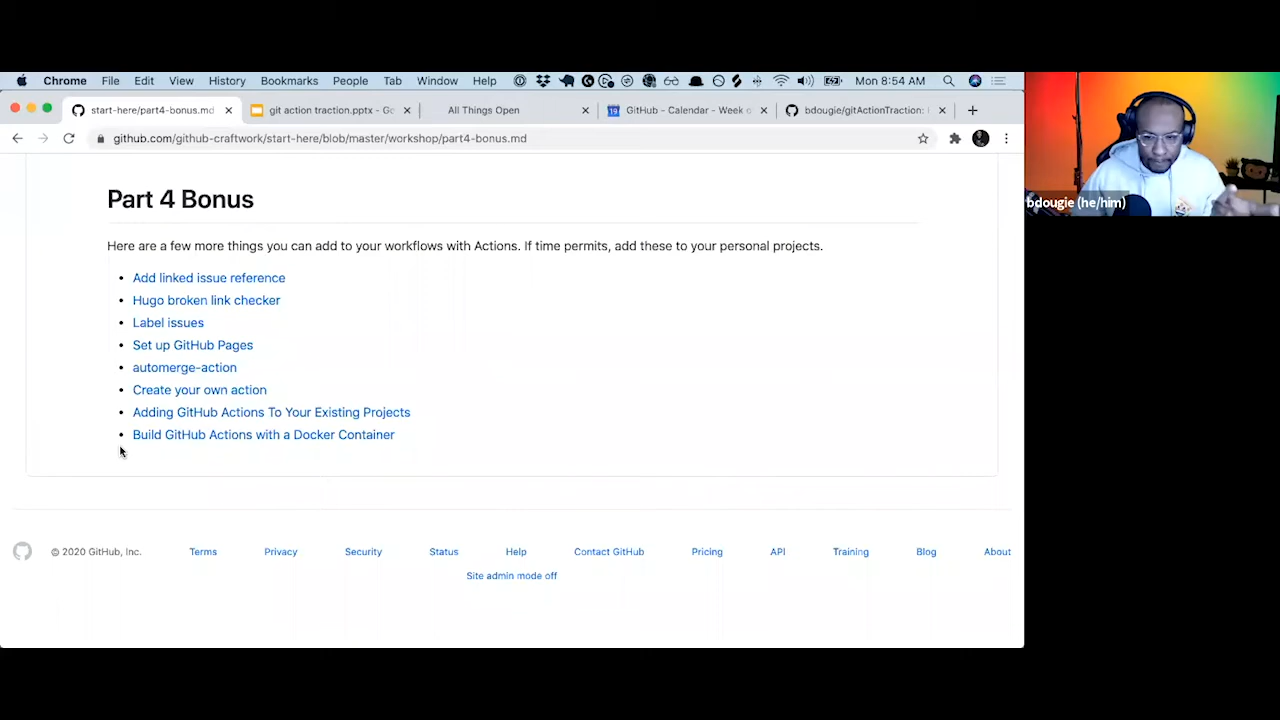 Chrome File Edit View History Bookmarks People Tab Window Help Mon 8:54 AM
start-here/part4-bonus.md git action traction.pptx - Go All Things Open 19 GitHub - Calendar - Week o bdougie/gitActionTraction:
github.com/github-craftwork/start-here/blob/master/workshop/part4-bonus.md
bdougie (he/him)
Part 4 Bonus
Here are a few more things you can add to your workflows with Actions. If time permits, add these to your personal projects.
• Add linked issue reference
• Hugo broken link checker
• Label issues
• Set up GitHub Pages
• automerge-action
• Create your own action
• Adding GitHub Actions To Your Existing Projects
• Build GitHub Actions with a Docker Container
© 2020 GitHub, Inc. Terms Privacy Security Status Help Contact GitHub Pricing API Training Blog About
Site admin mode off